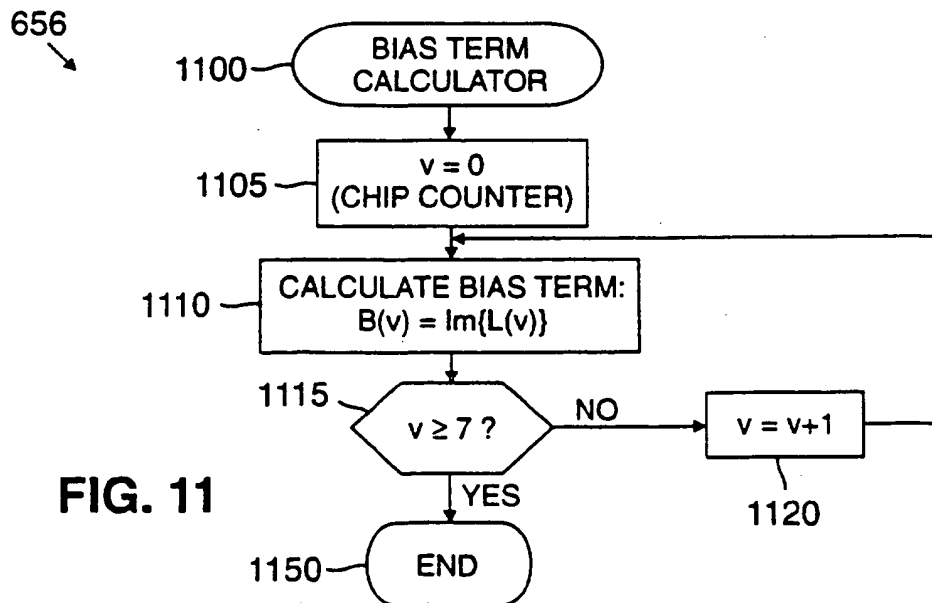 656
1100
BIAS TERM
CALCULATOR
1105
v = 0
(CHIP COUNTER)
1110
CALCULATE BIAS TERM:
B(v) = Im{L(v)}
1115
v ≥ 7 ?
NO
v = v+1
1120
YES
FIG. 11
1150
END